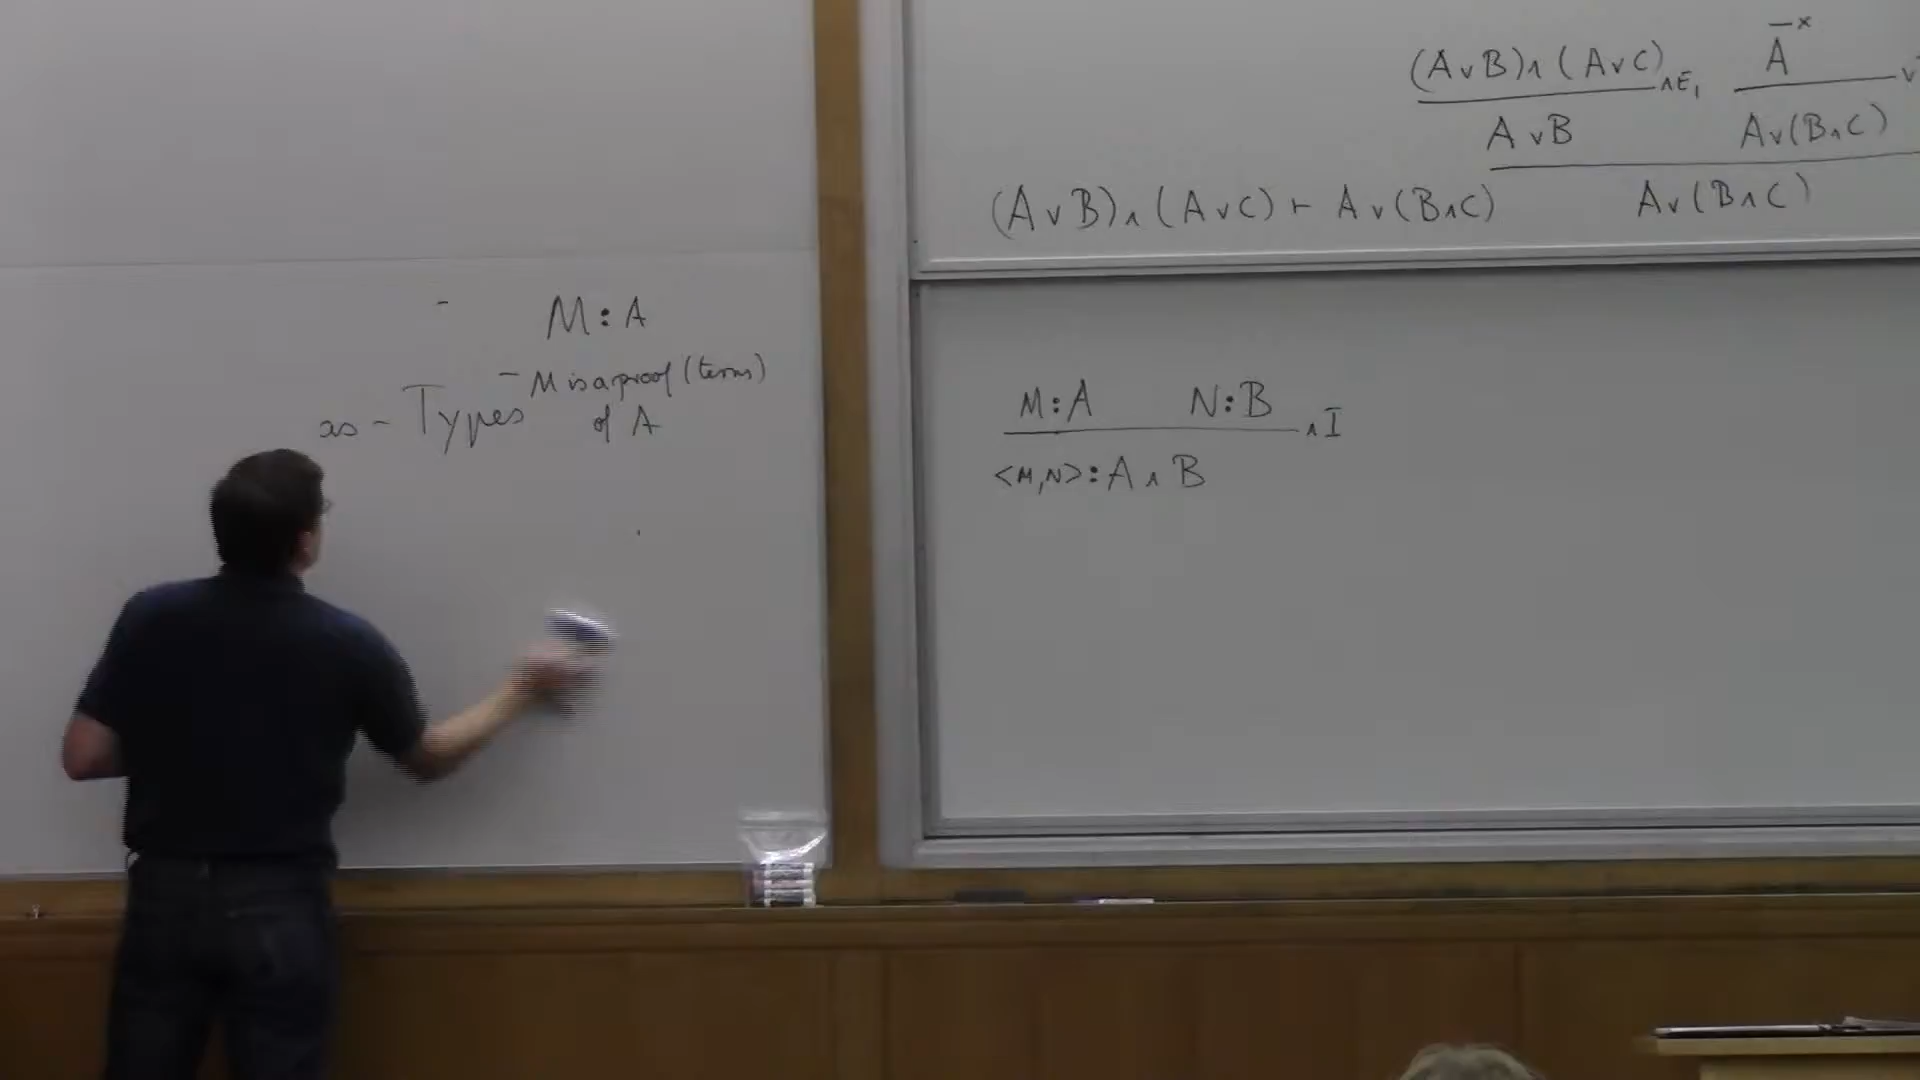 M : A
- M is a proof (term)
as - Types
of A
(A ∨ B) ∧ (A ∨ C) ∧E₁
A ∨ B
A x
A ∨ (B ∧ C)
(A ∨ B) ∧ (A ∨ C) ⊢ A ∨ (B ∧ C)
A ∨ (B ∧ C)
M : A N : B ∧I
<M,N> : A ∧ B